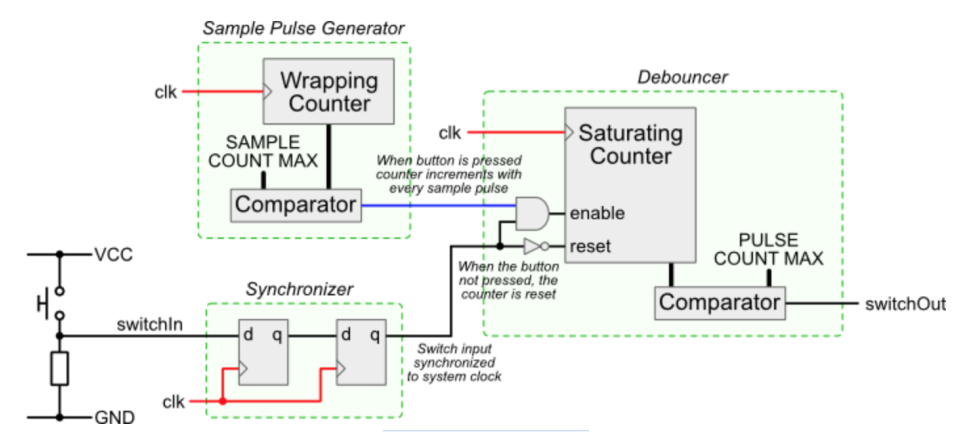 Sample Pulse Generator
Wrapping
Counter
clk
SAMPLE
COUNT MAX
Comparator
When button is pressed
counter increments with
every sample pulse
Debouncer
clk
Saturating
Counter
enable
reset
When the button
not pressed, the
counter is reset
PULSE
COUNT MAX
Comparator
switchOut
VCC
switchIn
GND
Synchronizer
d q
d q
clk
Switch input
synchronized
to system clock